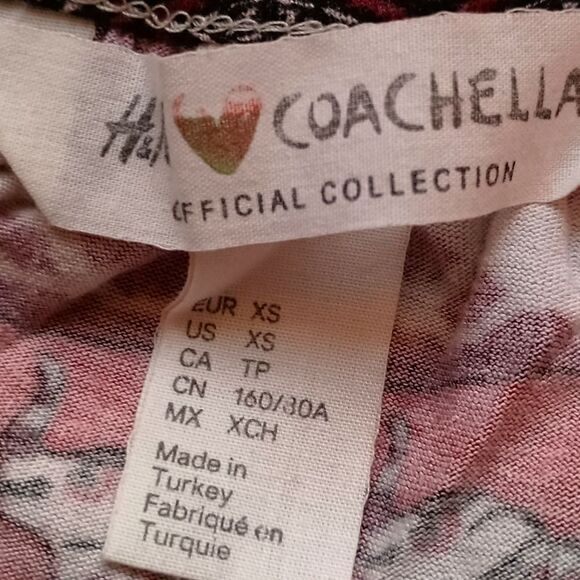 H&M COACHELLA
OFFICIAL COLLECTION
EUR XS
US XS
CA TP
CN 160/80A
MX XCH
Made in
Turkey
Fabriqué en
Turquie